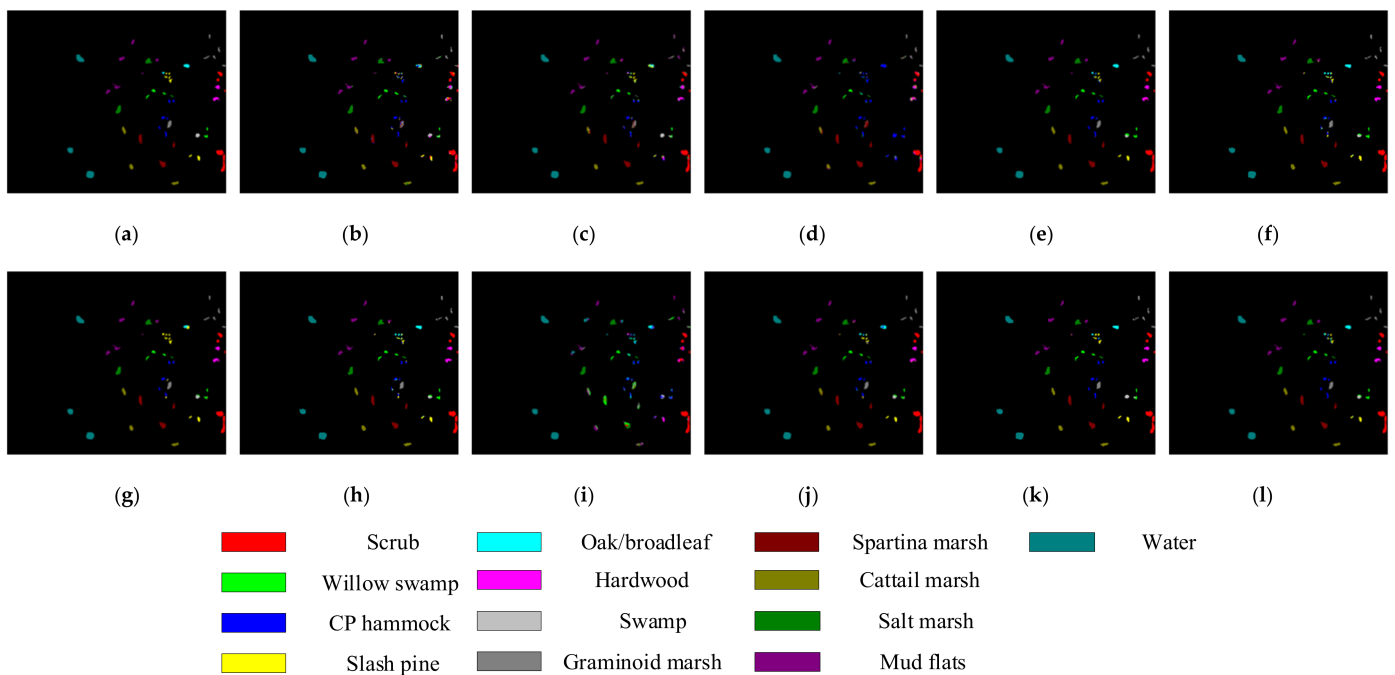 (a) (b) (c) (d) (e) (f)
(g) (h) (i) (j) (k) (l)
Scrub Oak/broadleaf Spartina marsh Water
Willow swamp Hardwood Cattail marsh
CP hammock Swamp Salt marsh
Slash pine Graminoid marsh Mud flats